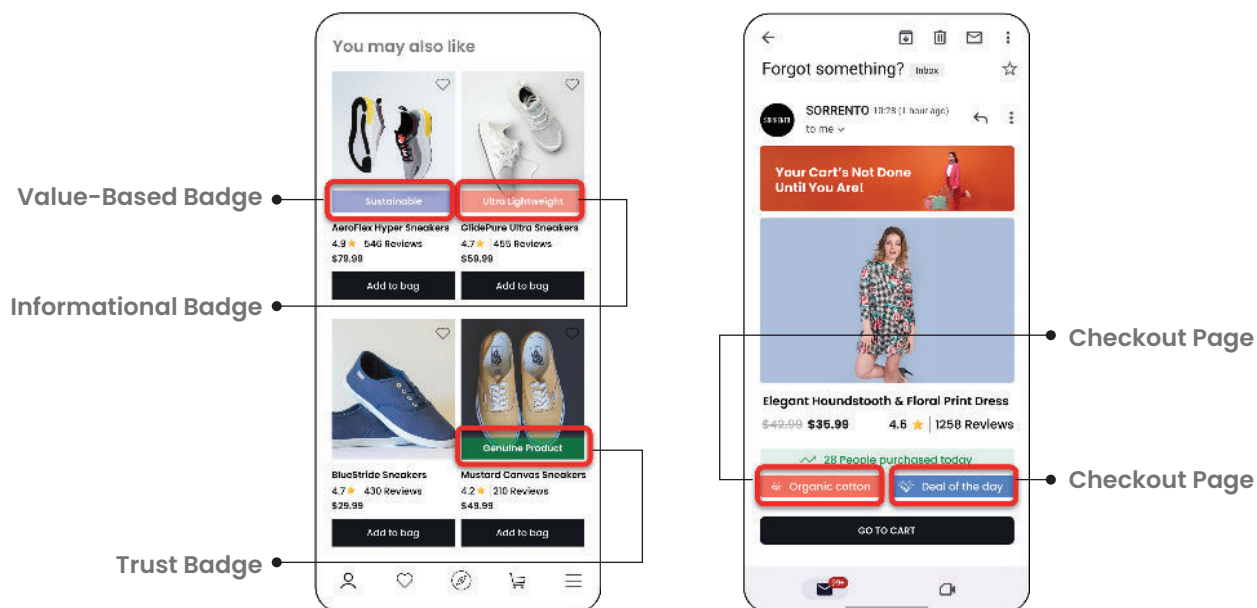 You may also like
Value-Based Badge
Sustainable
Ultra Lightweight
AeroFlex Hyper Sneakers
GlidePure Ultra Sneakers
4.9 546 Reviews
4.7 455 Reviews
$79.99
$59.99
Add to bag
Add to bag
Informational Badge
Genuine Product
BlueStride Sneakers
Mustard Canvas Sneakers
4.7 430 Reviews
4.2 210 Reviews
$29.99
$49.99
Add to bag
Add to bag
Trust Badge
Forgot something? Inbox
SORRENTO 10:28 (1 hour ago)
to me
Your Cart's Not Done
Until You Are!
Checkout Page
Elegant Houndstooth & Floral Print Dress
$42.99 $35.99 4.6 1258 Reviews
28 People purchased today
Organic cotton
Deal of the day
Checkout Page
GO TO CART
99+